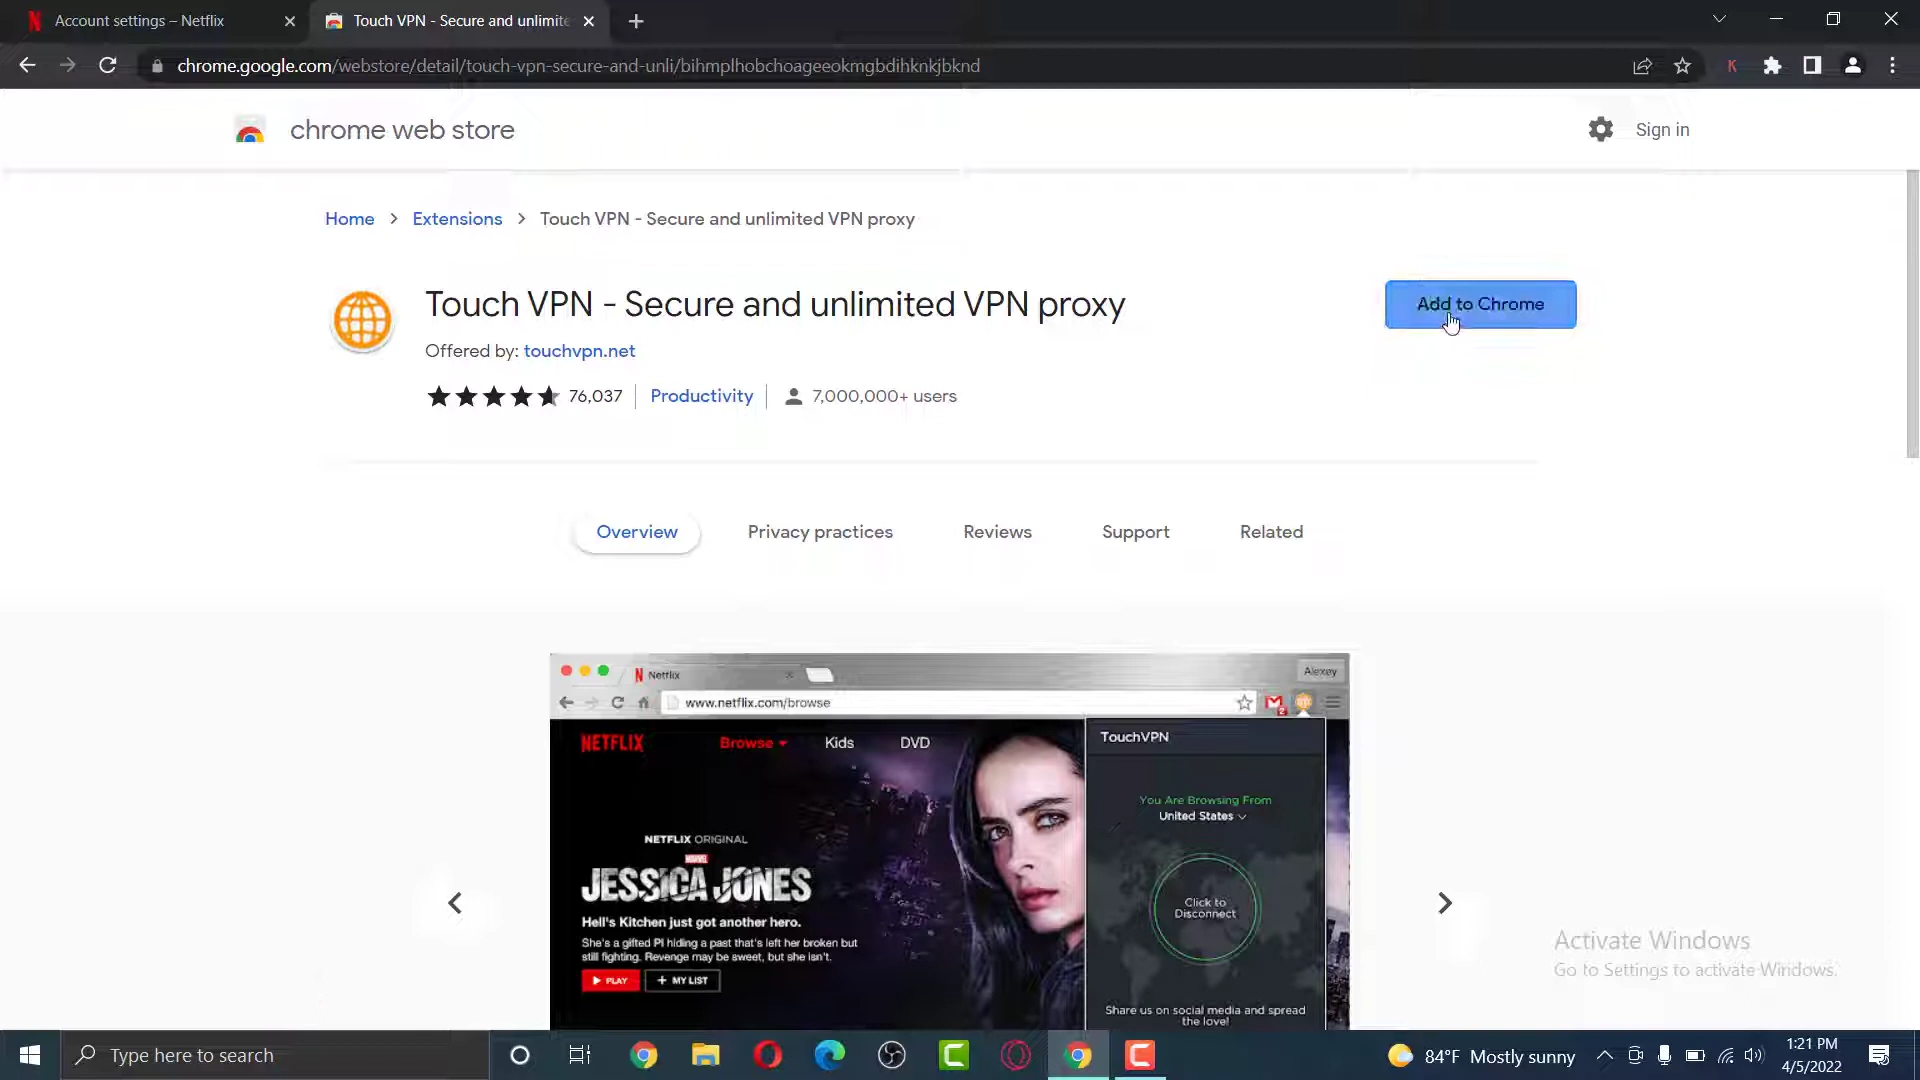 Account settings – Netflix
Touch VPN - Secure and unlimite
chrome.google.com/webstore/detail/touch-vpn-secure-and-unli/bihmplhobchoageeokmgbdihknkjbknd
chrome web store
Sign in
Home > Extensions > Touch VPN - Secure and unlimited VPN proxy
Touch VPN - Secure and unlimited VPN proxy
Add to Chrome
Offered by: touchvpn.net
76,037 Productivity 7,000,000+ users
Overview Privacy practices Reviews Support Related
Netflix
Alexey
www.netflix.com/browse
NETFLIX Browse Kids DVD
TouchVPN
You Are Browsing From
United States
NETFLIX ORIGINAL
MARVEL
JESSICA JONES
Click to
Disconnect
Hell's Kitchen just got another hero.
She's a gifted PI hiding a past that's left her broken but
still fighting. Revenge may be sweet, but she isn't.
PLAY + MY LIST
Share us on social media and spread
the love!
Activate Windows
Go to Settings to activate Windows.
Type here to search
84°F Mostly sunny
1:21 PM
4/5/2022